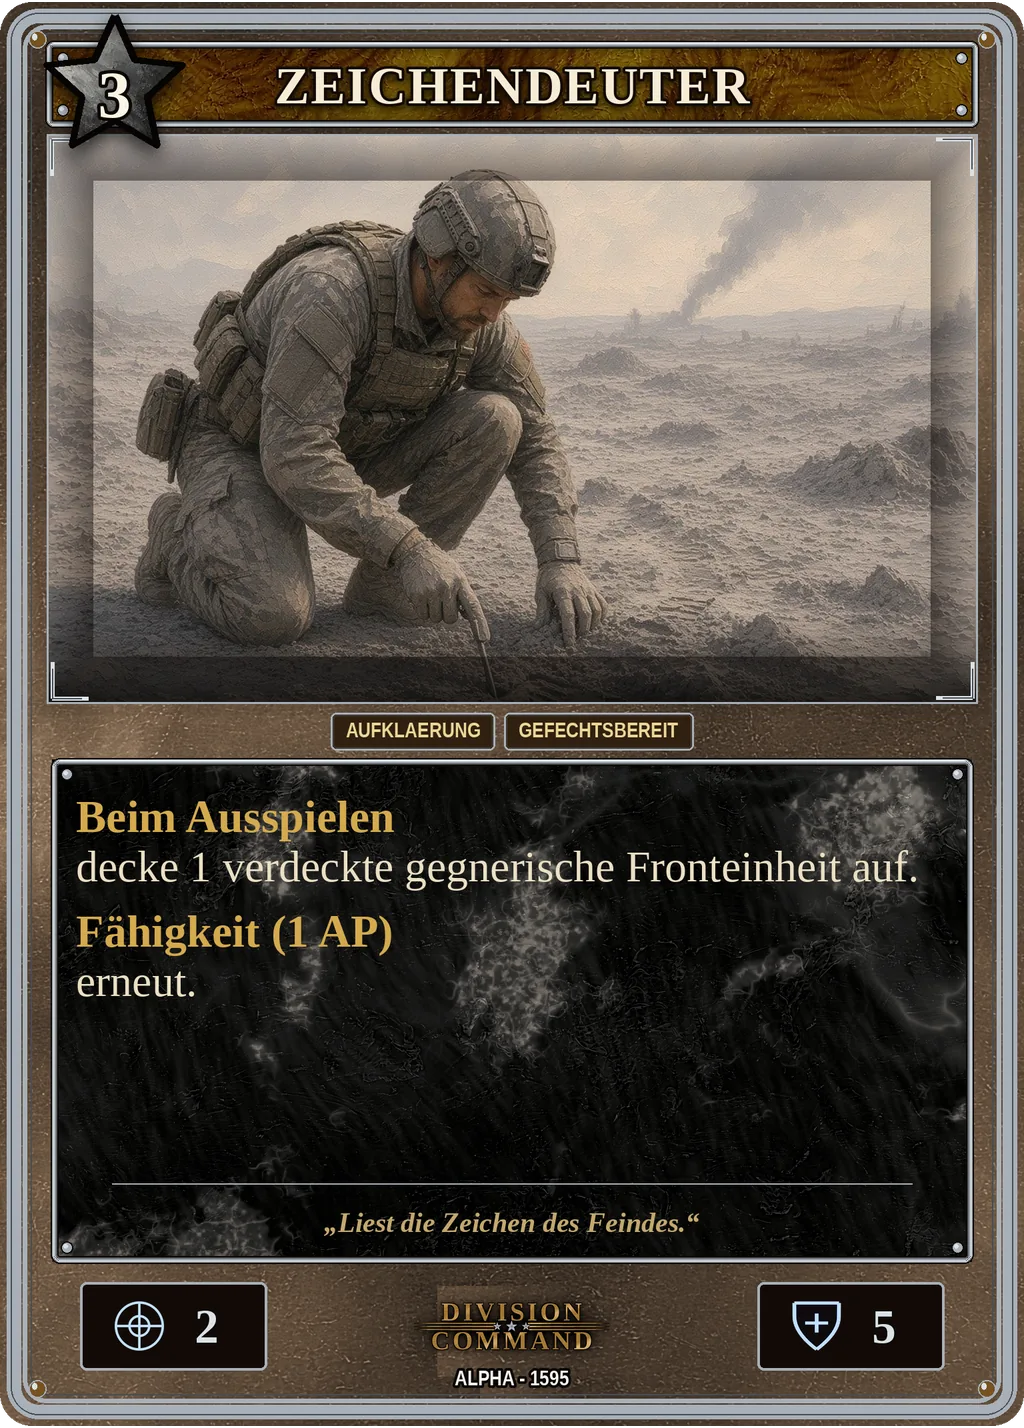 3
ZEICHENDEUTER
AUFKLAERUNG GEFECHTSBEREIT
Beim Ausspielen
decke 1 verdeckte gegnerische Fronteinheit auf.
Fähigkeit (1 AP)
erneut.
„Liest die Zeichen des Feindes.“
2
DIVISION
COMMAND
ALPHA - 1595
5